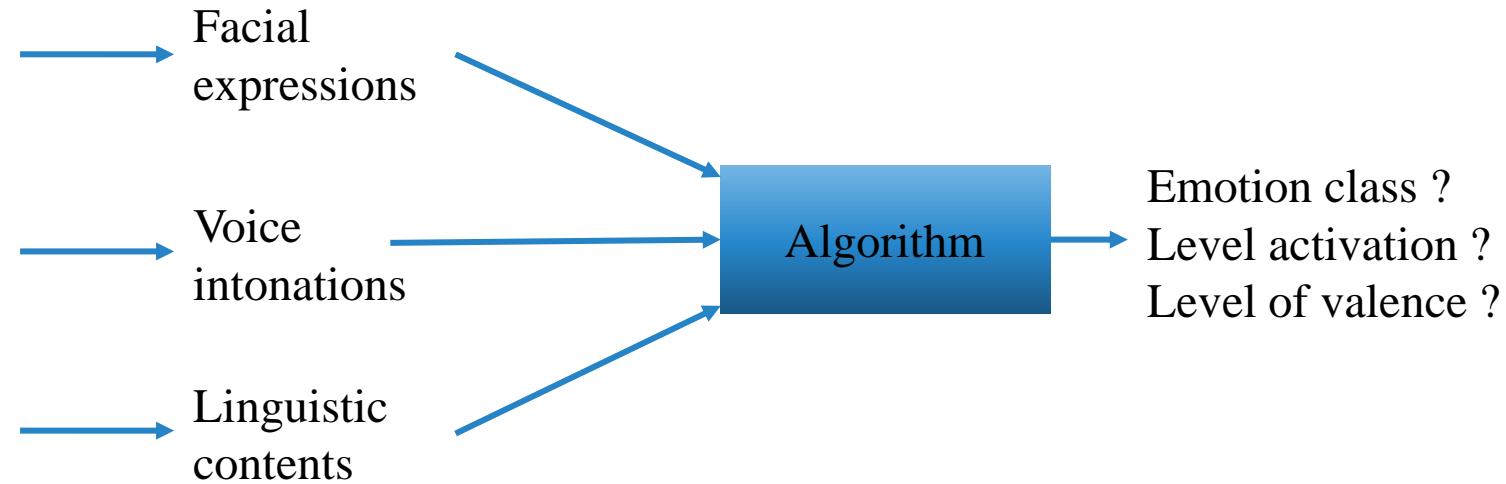 Facial
expressions
Voice
intonations
Linguistic
contents
Algorithm
Emotion class ?
Level activation ?
Level of valence ?